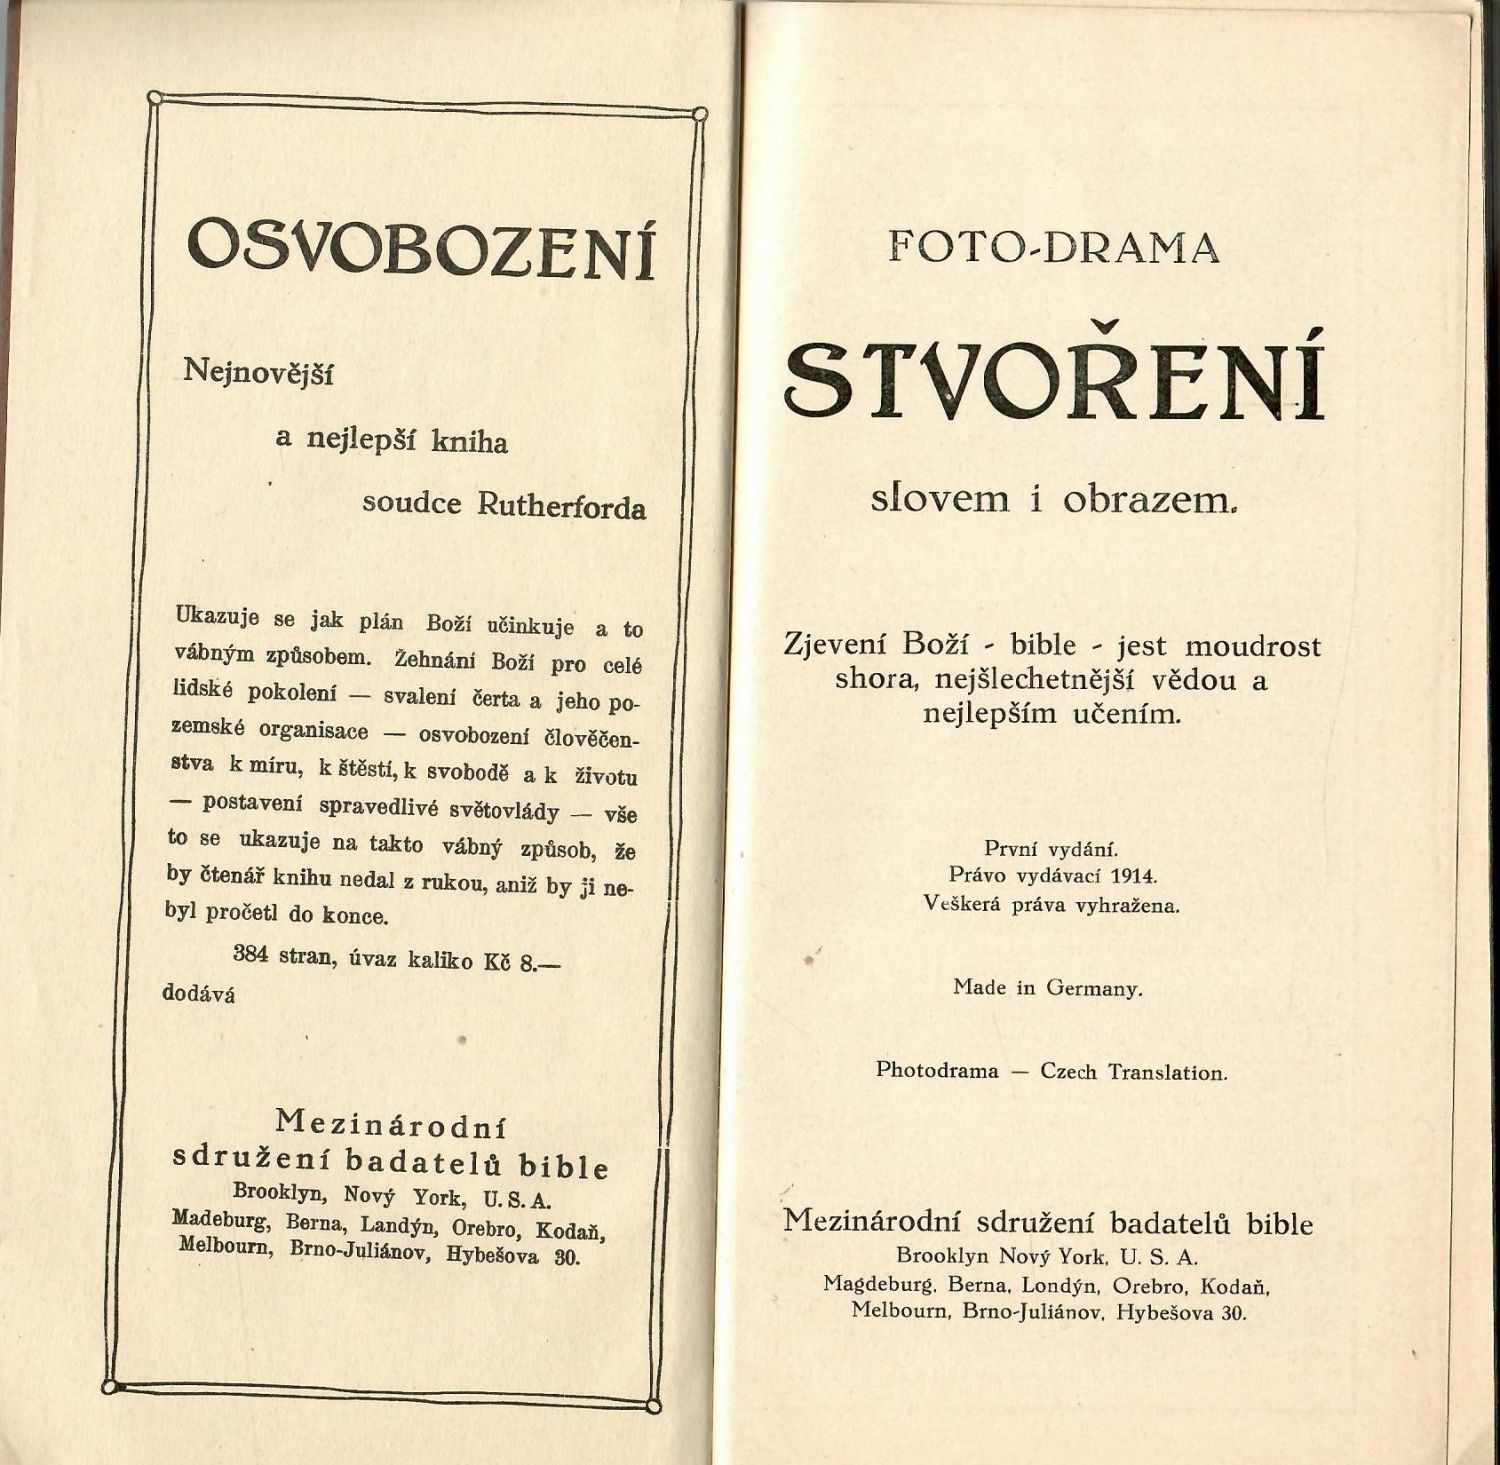 OSVOBOZENÍ
Nejnovější
a nejlepší kniha
soudce Rutherforda
Ukazuje se jak plán Boží učinkuje a to
vábným způsobem. Žehnání Boží pro celé
lidské pokolení — svalení čerta a jeho po-
zemské organisace — osvobození člověčen-
stva k míru, k štěstí, k svobodě a k životu
— postavení spravedlivé světovlády — vše
to se ukazuje na takto vábný způsob, že
by čtenář knihu nedal z rukou, aniž by ji ne-
byl pročetl do konce.
384 stran, úvaz kaliko Kč 8.—
dodává
Mezinárodní
sdružení badatelů bible
Brooklyn, Nový York, U. S. A.
Madeburg, Berna, Landýn, Orebro, Kodaň,
Melbourn, Brno-Juliánov, Hybešova 30.
FOTO-DRAMA
STVOŘENÍ
slovem i obrazem.
Zjevení Boží - bible - jest moudrost
shora, nejšlechetnější vědou a
nejlepším učením.
První vydání.
Právo vydávací 1914.
Veškerá práva vyhražena.
Made in Germany.
Photodrama — Czech Translation.
Mezinárodní sdružení badatelů bible
Brooklyn Nový York, U. S. A.
Magdeburg, Berna, Londýn, Orebro, Kodaň,
Melbourn, Brno-Juliánov, Hybešova 30.